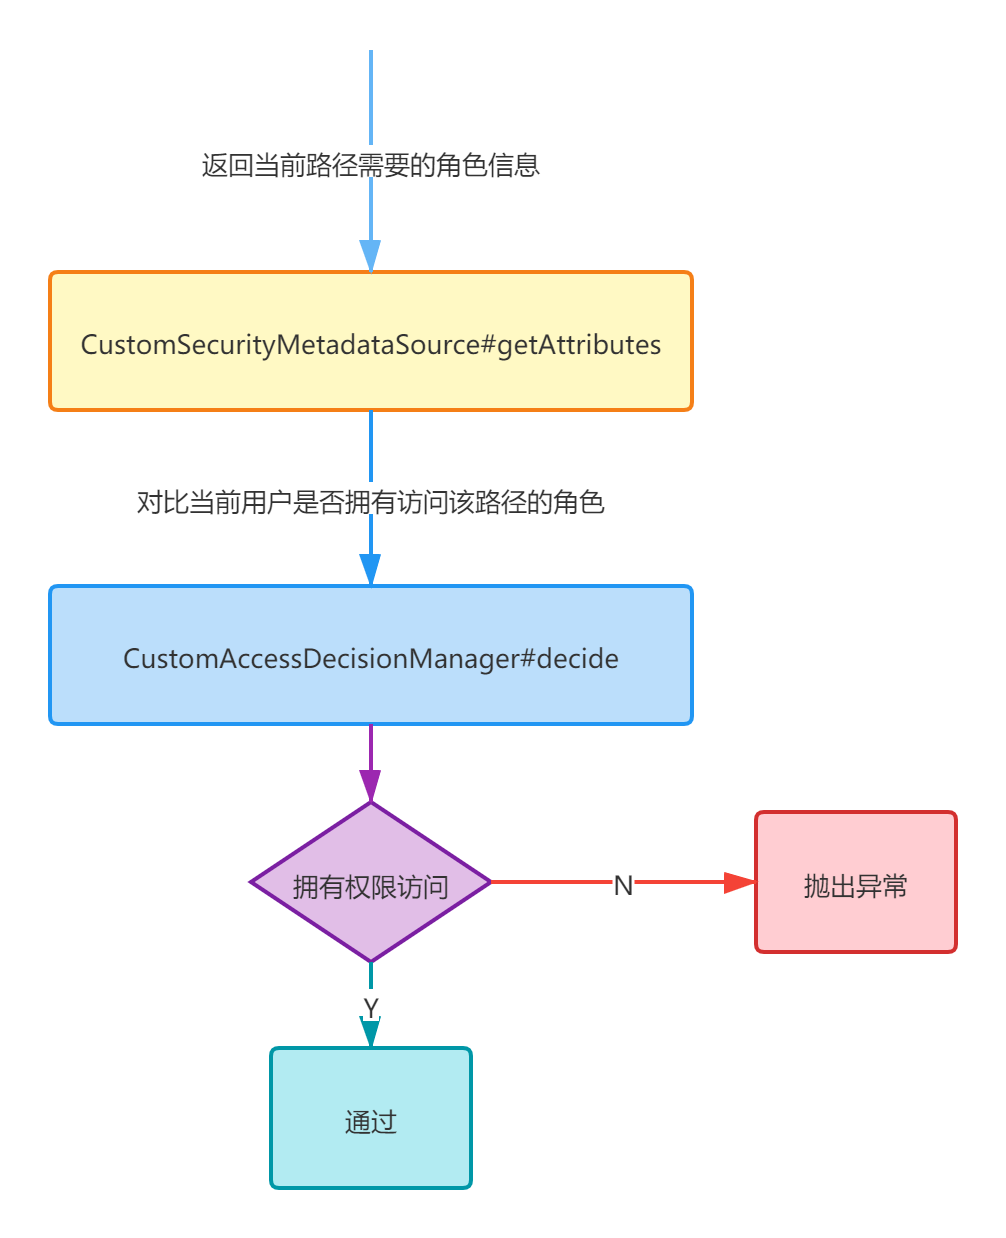 返回当前路径需要的角色信息
CustomSecurityMetadataSource#getAttributes
对比当前用户是否拥有访问该路径的角色
CustomAccessDecisionManager#decide
拥有权限访问
N
抛出异常
Y
通过